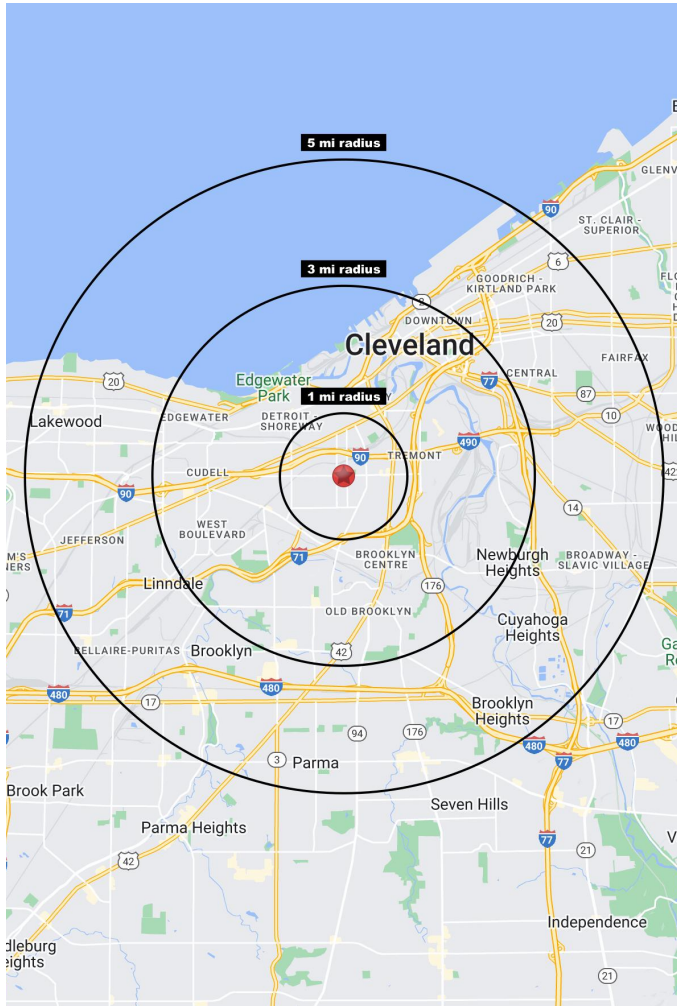 5 mi radius
GLENV
90
ST. CLAIR -
SUPERIOR
6
3 mi radius
GOODRICH -
KIRTLAND PARK
2
DOWNTOWN
20
Cleveland
FAIRFAX
CENTRAL
77
20
Edgewater
Park
1 mi radius
87
10
Lakewood
EDGEWATER
DETROIT -
SHOREWAY
490
TREMONT
90
CUDELL
90
14
WEST
BOULEVARD
JEFFERSON
71
BROOKLYN
CENTRE
Newburgh
Heights
BROADWAY -
SLAVIC VILLAGE
Linndale
176
OLD BROOKLYN
71
Cuyahoga
Heights
42
BELLAIRE-PURITAS
Brooklyn
480
480
17
Brooklyn
Heights
17
94
176
480
480
3
Parma
77
Brook Park
Seven Hills
Parma Heights
42
77
21
Independence
dleburg
eights
21